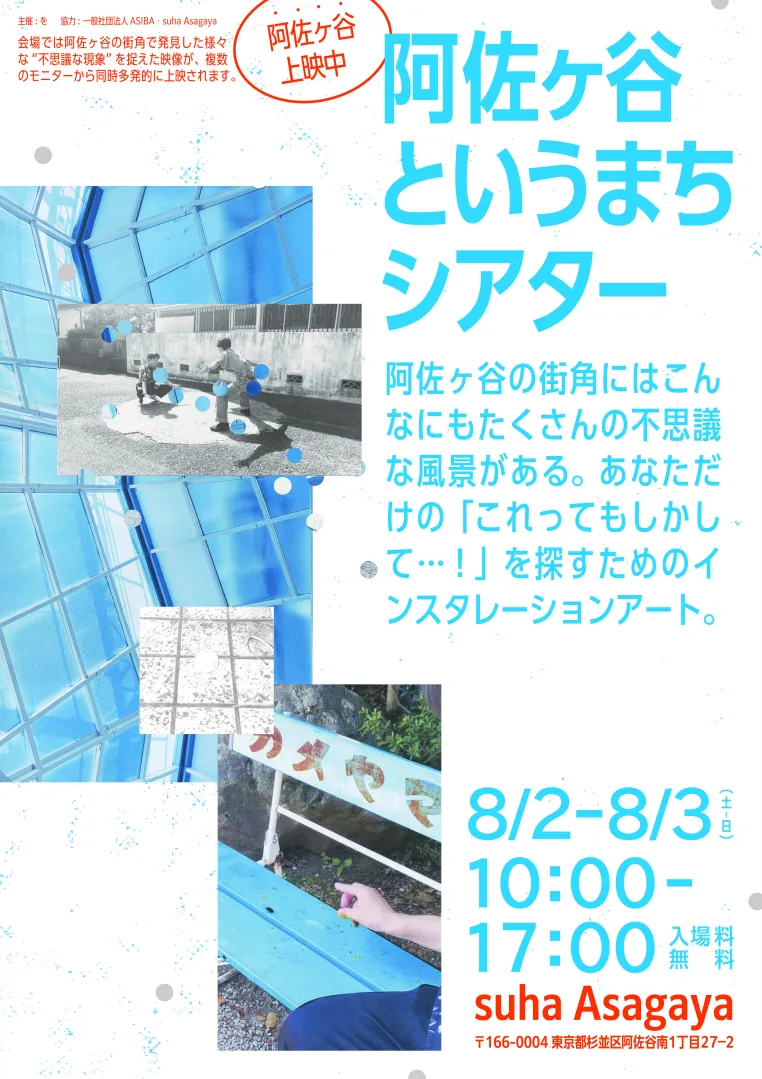 主催：を　協力：一般社団法人 ASIBA・suha Asagaya
会場では阿佐ヶ谷の街角で発見した様々
な“不思議な現象”を捉えた映像が、複数
のモニターから同時多発的に上映されます。
阿佐ヶ谷
上映中
阿佐ヶ谷
というまち
シアター
阿佐ヶ谷の街角にはこん
なにもたくさんの不思議
な風景がある。あなただ
けの「これってもしかし
て…！」を探すためのイ
ンスタレーションアート。
カメヤマ
8/2-8/3（土-日）
10:00-
17:00
入場料
無料
suha Asagaya
〒166-0004 東京都杉並区阿佐谷南1丁目27−2